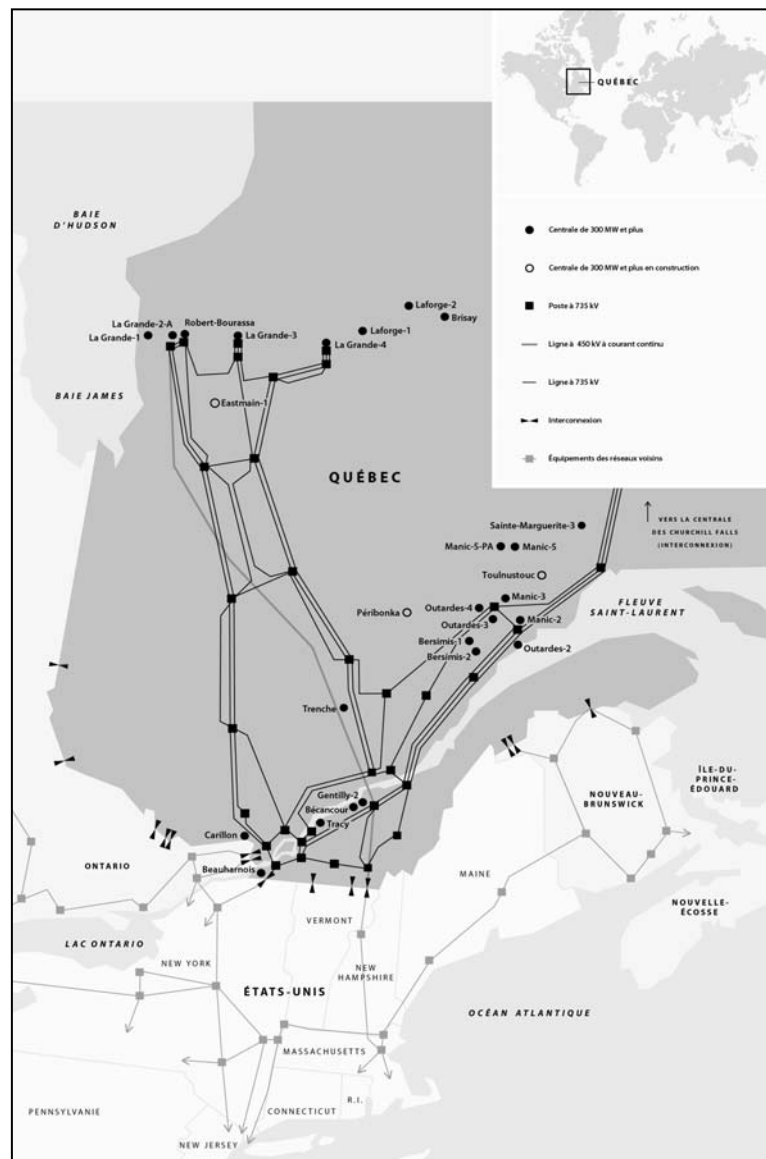 QUÉBEC
BAIE
D'HUDSON
Centrale de 300 MW et plus
Centrale de 300 MW et plus en construction
Poste à 735 kV
Ligne à 450 kV à courant continu
Ligne à 735 kV
Interconnexion
Équipements des réseaux voisins
Laforge-2
Brisay
La Grande-2-A
Robert-Bourassa
La Grande-1
La Grande-3
Laforge-1
La Grande-4
BAIE JAMES
Eastmain-1
QUÉBEC
Sainte-Marguerite-3
VERS LA CENTRALE
DES CHURCHILL FALLS
(INTERCONNEXION)
Manic-5-PA
Manic-5
Toulnustouc
Manic-3
FLEUVE
SAINT-LAURENT
Péribonka
Outardes-4
Outardes-3
Manic-2
Bersimis-1
Bersimis-2
Outardes-2
Trenche
ÎLE-DU-
PRINCE-
ÉDOUARD
NOUVEAU-
BRUNSWICK
Gentilly-2
Bécancour
Tracy
Carillon
ONTARIO
Beauharnois
MAINE
NOUVELLE-
ÉCOSSE
VERMONT
LAC ONTARIO
NEW YORK
NEW
HAMPSHIRE
ÉTATS-UNIS
OCÉAN ATLANTIQUE
MASSACHUSETTS
R.I.
PENNSYLVANIE
CONNECTICUT
NEW JERSEY